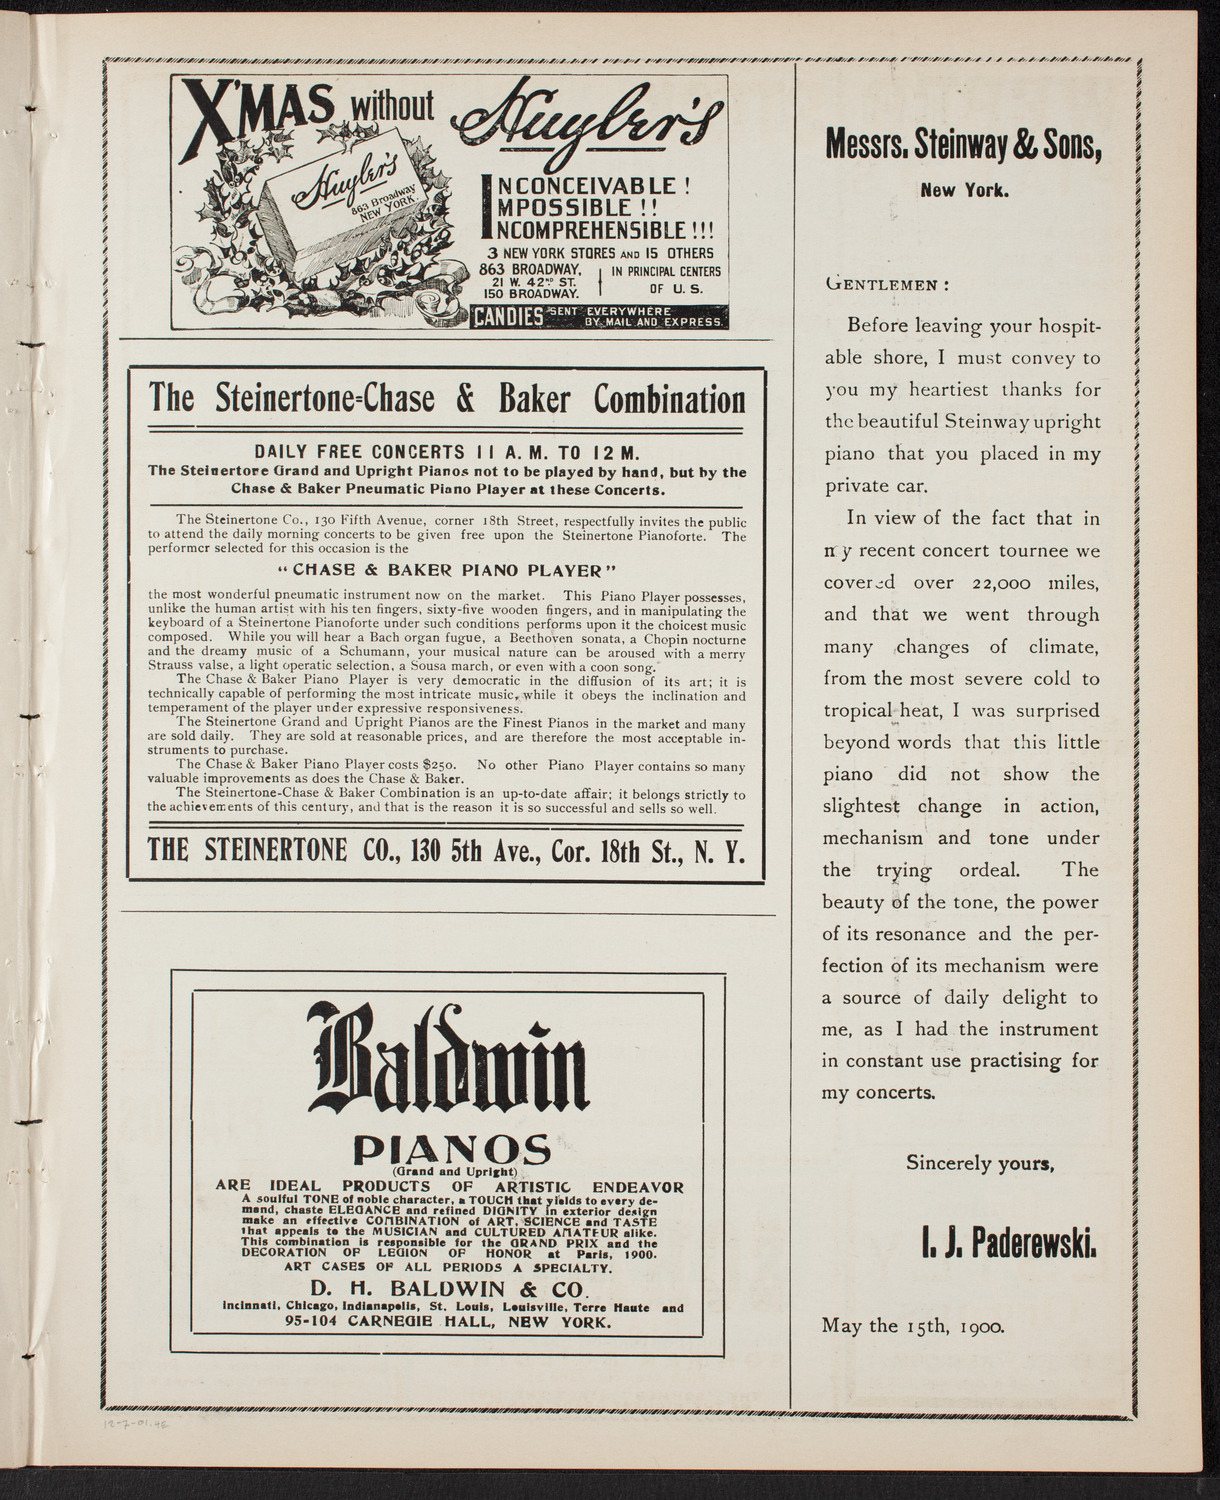 X'MAS without Huyler's
Huyler's
863 Broadway
NEW YORK.
INCONCEIVABLE!
IMPOSSIBLE!!
INCOMPREHENSIBLE!!!
3 NEW YORK STORES AND 15 OTHERS
863 BROADWAY,
21 W. 42ND ST.
150 BROADWAY.
IN PRINCIPAL CENTERS
OF U. S.
CANDIES SENT EVERYWHERE
BY MAIL AND EXPRESS.
The Steinertone=Chase & Baker Combination
DAILY FREE CONCERTS 11 A. M. TO 12 M.
The Steinertone Grand and Upright Pianos not to be played by hand, but by the
Chase & Baker Pneumatic Piano Player at these Concerts.
The Steinertone Co., 130 Fifth Avenue, corner 18th Street, respectfully invites the public
to attend the daily morning concerts to be given free upon the Steinertone Pianoforte. The
performer selected for this occasion is the
"CHASE & BAKER PIANO PLAYER"
the most wonderful pneumatic instrument now on the market. This Piano Player possesses,
unlike the human artist with his ten fingers, sixty-five wooden fingers, and in manipulating the
keyboard of a Steinertone Pianoforte under such conditions performs upon it the choicest music
composed. While you will hear a Bach organ fugue, a Beethoven sonata, a Chopin nocturne
and the dreamy music of a Schumann, your musical nature can be aroused with a merry
Strauss valse, a light operatic selection, a Sousa march, or even with a coon song.
The Chase & Baker Piano Player is very democratic in the diffusion of its art; it is
technically capable of performing the most intricate music, while it obeys the inclination and
temperament of the player under expressive responsiveness.
The Steinertone Grand and Upright Pianos are the Finest Pianos in the market and many
are sold daily. They are sold at reasonable prices, and are therefore the most acceptable in-
struments to purchase.
The Chase & Baker Piano Player costs $250. No other Piano Player contains so many
valuable improvements as does the Chase & Baker.
The Steinertone-Chase & Baker Combination is an up-to-date affair; it belongs strictly to
the achievements of this century, and that is the reason it is so successful and sells so well.
THE STEINERTONE CO., 130 5th Ave., Cor. 18th St., N. Y.
Baldwin
PIANOS
(Grand and Upright)
ARE IDEAL PRODUCTS OF ARTISTIC ENDEAVOR
A soulful TONE of noble character, a TOUCH that yields to every de-
mand, chaste ELEGANCE and refined DIGNITY in exterior design
make an effective COMBINATION of ART, SCIENCE and TASTE
that appeals to the MUSICIAN and CULTURED AMATEUR alike.
This combination is responsible for the GRAND PRIX and the
DECORATION OF LEGION OF HONOR at Paris, 1900.
ART CASES OF ALL PERIODS A SPECIALTY.
D. H. BALDWIN & CO.
Incinnati, Chicago, Indianapolis, St. Louis, Louisville, Terre Haute and
95-104 CARNEGIE HALL, NEW YORK.
Messrs. Steinway & Sons,
New York.
GENTLEMEN:
Before leaving your hospit-
able shore, I must convey to
you my heartiest thanks for
the beautiful Steinway upright
piano that you placed in my
private car.
In view of the fact that in
my recent concert tournee we
covered over 22,000 miles,
and that we went through
many changes of climate,
from the most severe cold to
tropical heat, I was surprised
beyond words that this little
piano did not show the
slightest change in action,
mechanism and tone under
the trying ordeal. The
beauty of the tone, the power
of its resonance and the per-
fection of its mechanism were
a source of daily delight to
me, as I had the instrument
in constant use practising for
my concerts.
Sincerely yours,
I. J. Paderewski.
May the 15th, 1900.
12-7-01.4E